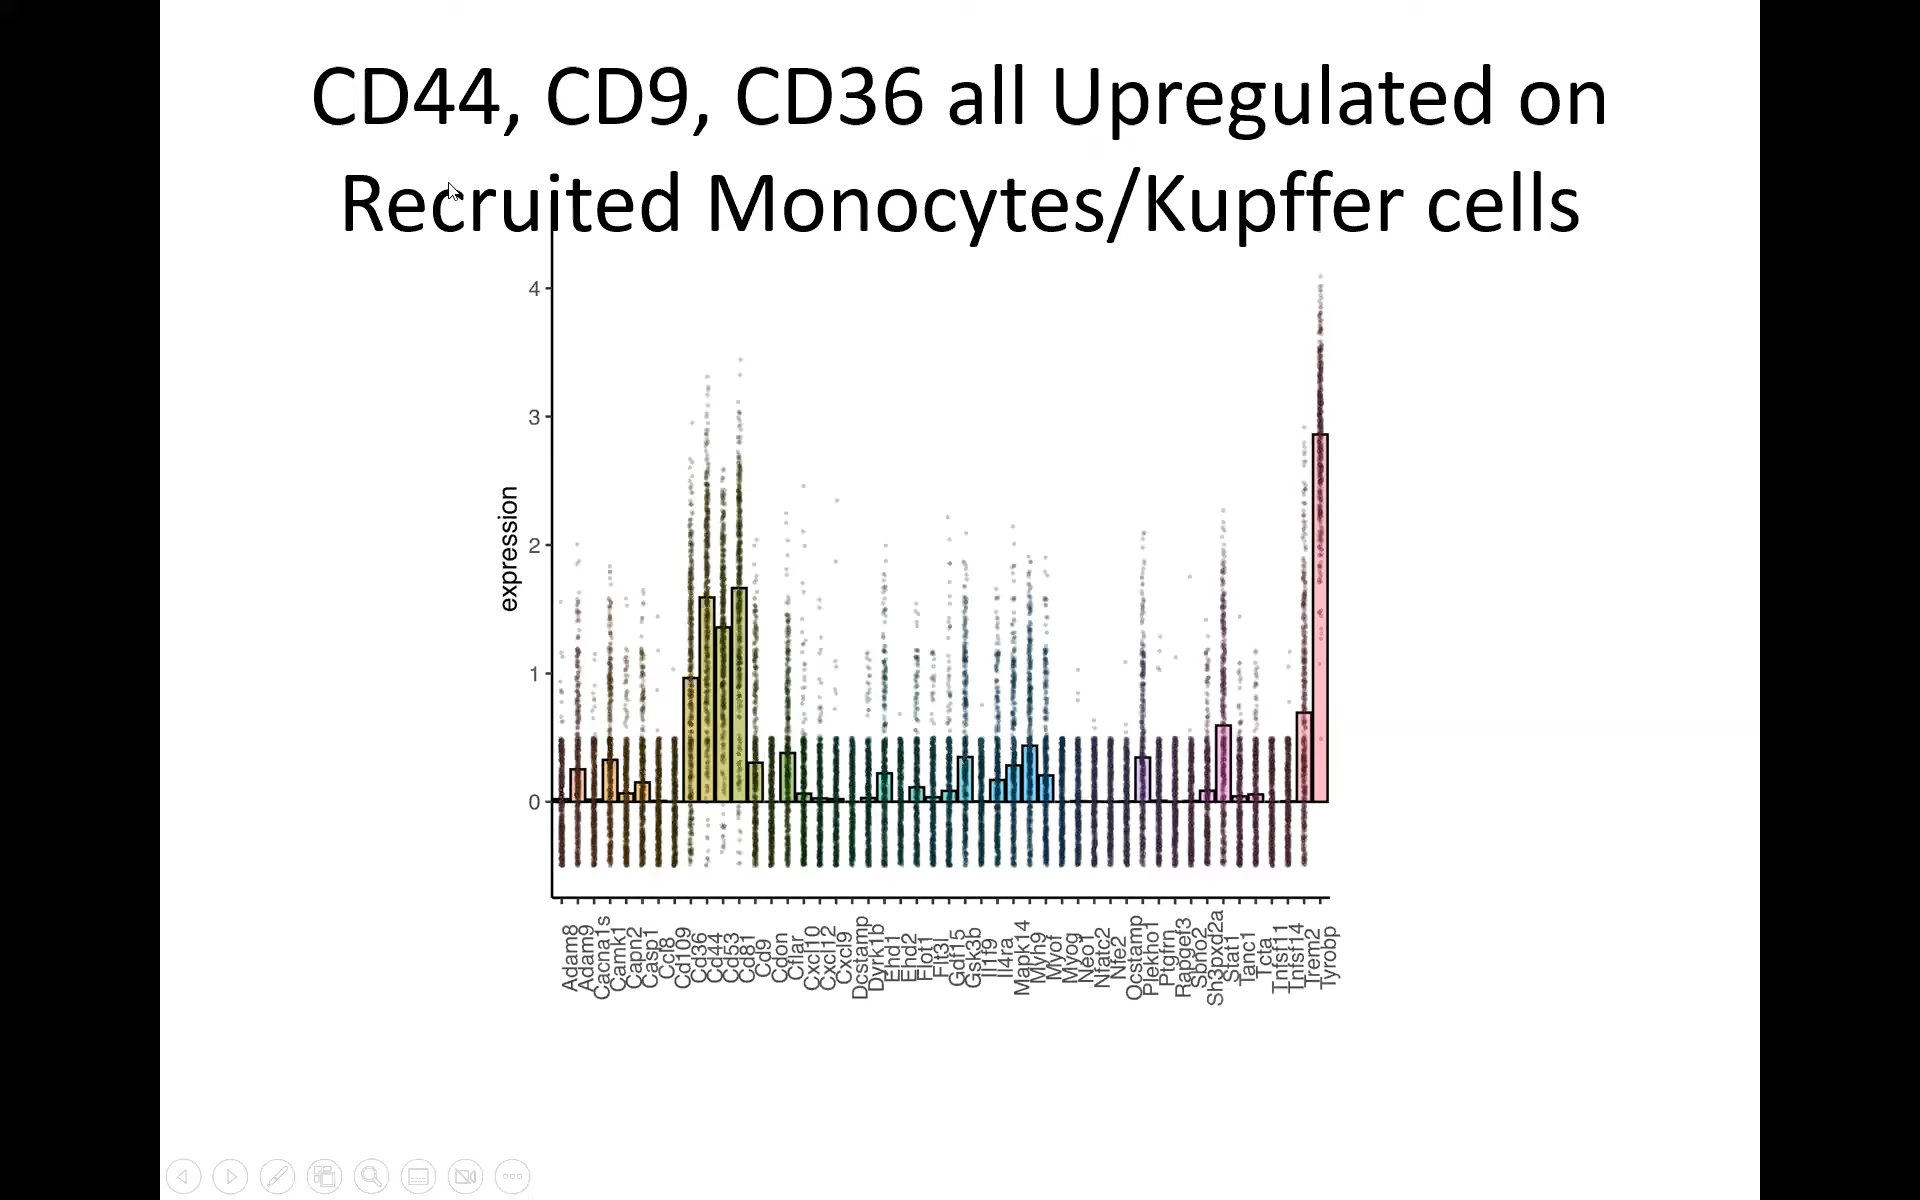 CD44, CD9, CD36 all Upregulated on
Recruited Monocytes/Kupffer cells
4
3
2
1
0
expression
Adam8
Adam9
Cacna1s
Camk1
Capn2
Casp1
Ccl8
Cd109
Cd36
Cd44
Cd53
Cd81
Cd9
Cdon
Cflar
Cxcl10
Cxcl12
Cxcl9
Dcstamp
Dyrk1b
Ehd1
Ehd2
Flot1
Flt3l
Gdf15
Gsk3b
Il1f9
Il4ra
Mapk14
Myh9
Myof
Myog
Neo1
Nfatc2
Nfe2
Ocstamp
Plekho1
Ptgfrn
Rapgef3
Sbno2
Sh3pxd2a
Stat1
Tanc1
Tcta
Tnfsf11
Tnfsf14
Trem2
Tyrobp